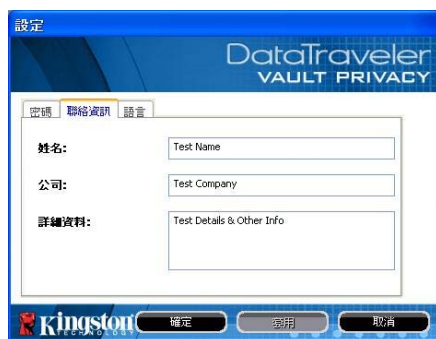 設定
DataTraveler
VAULT PRIVACY
密碼 聯絡資訊 語言
姓名: Test Name
公司: Test Company
詳細資料: Test Details & Other Info
Kingston 確定 套用 取消
TECHNOLOGY